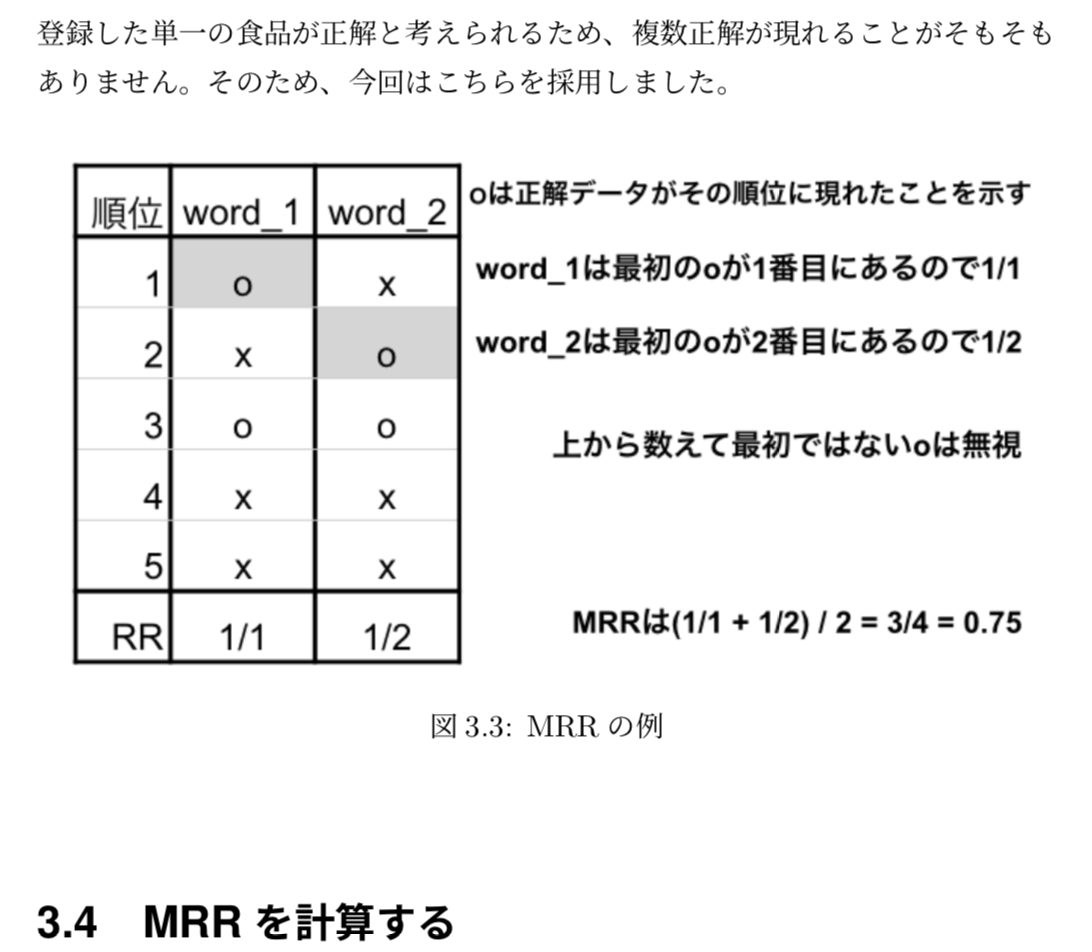 登録した単一の食品が正解と考えられるため、複数正解が現れることがそもそも
ありません。そのため、今回はこちらを採用しました。
順位 word_1 word_2
1 o x
2 x o
3 o o
4 x x
5 x x
RR 1/1 1/2
oは正解データがその順位に現れたことを示す
word_1は最初のoが1番目にあるので1/1
word_2は最初のoが2番目にあるので1/2
上から数えて最初ではないoは無視
MRRは(1/1 + 1/2) / 2 = 3/4 = 0.75
図 3.3: MRR の例
3.4 MRR を計算する